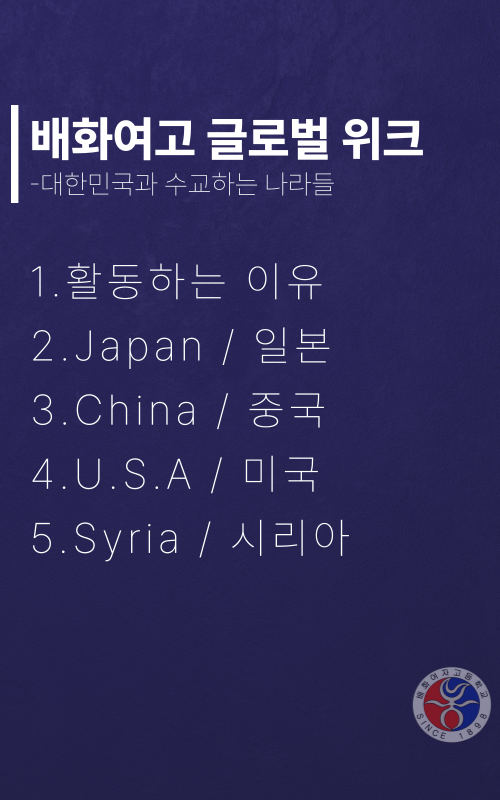 배화여고 글로벌 위크
-대한민국과 수교하는 나라들
1.활동하는 이유
2.Japan / 일본
3.China / 중국
4.U.S.A / 미국
5.Syria / 시리아
배화여자고등학교
SINCE 1898